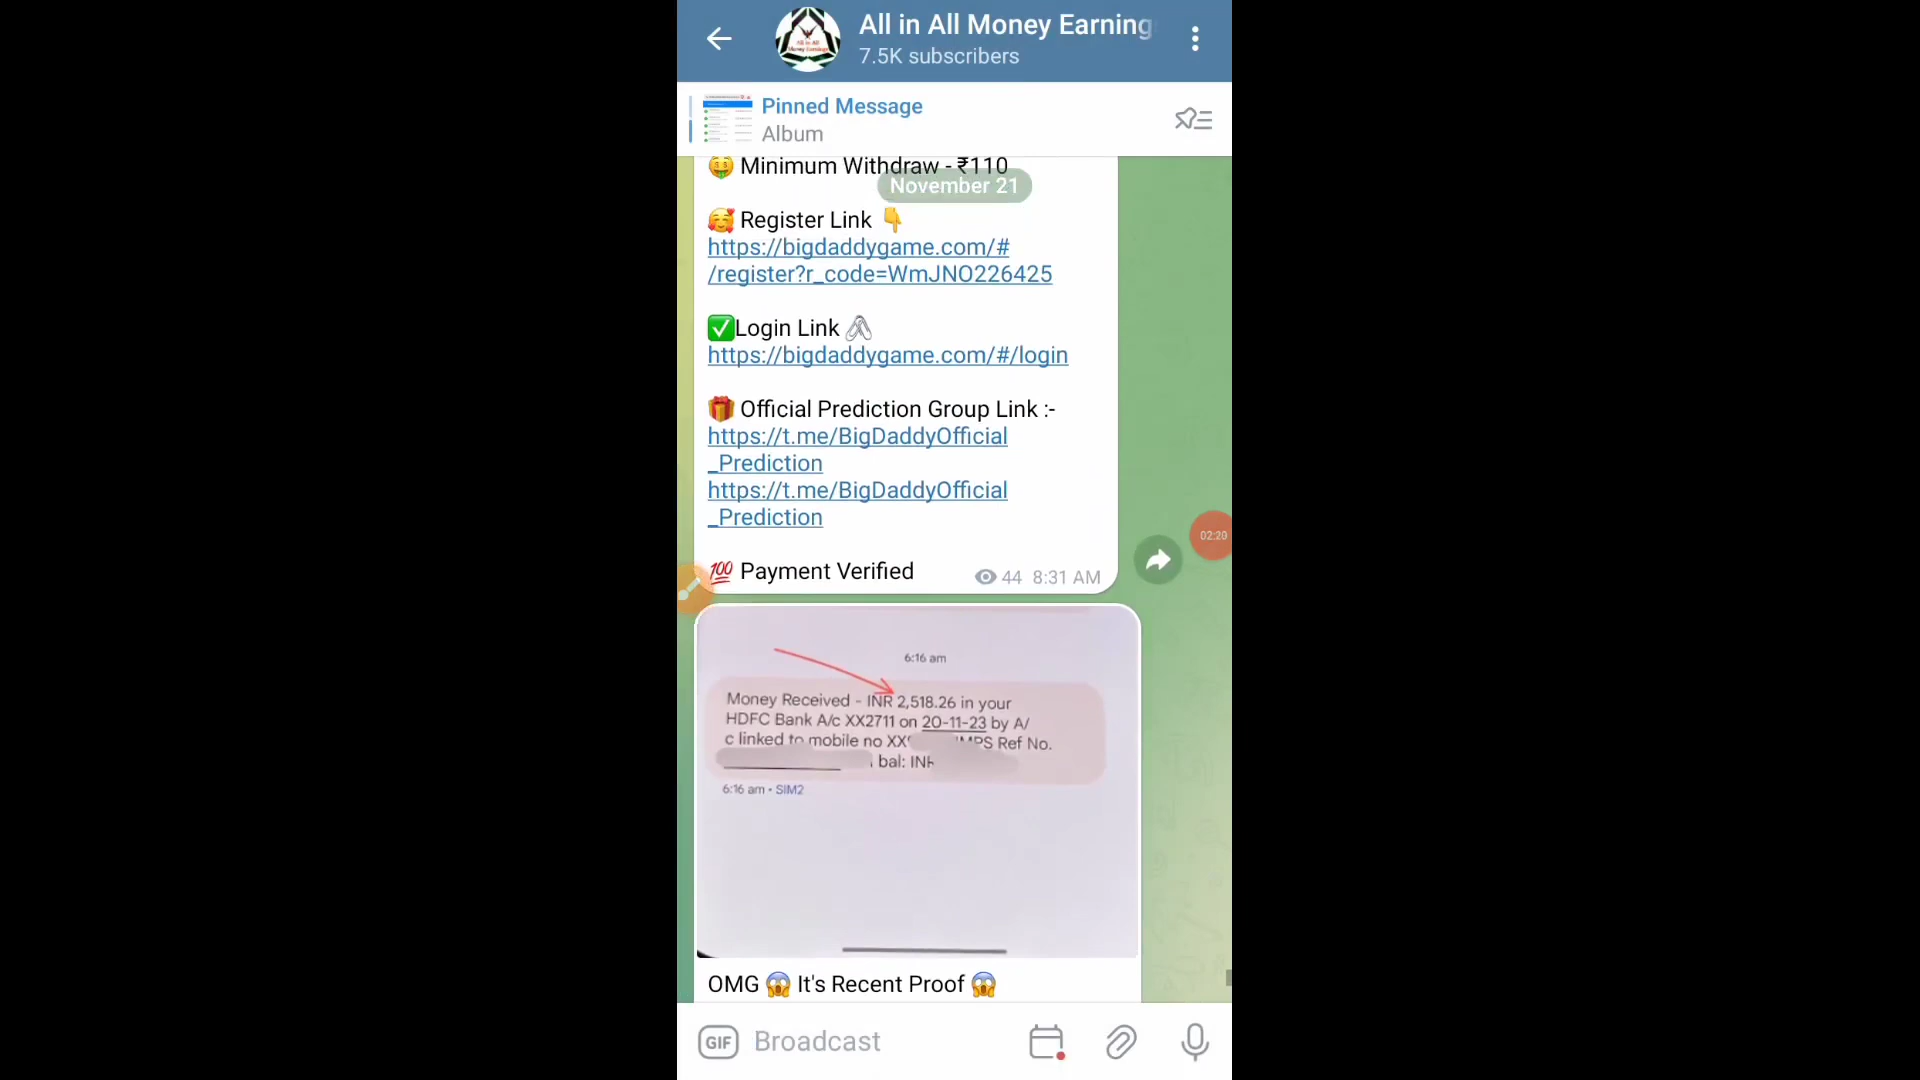 All in All Money Earning
7.5K subscribers
Pinned Message
Album
🤑 Minimum Withdraw - ₹110
November 21
🥰 Register Link 👇
https://bigdaddygame.com/#
/register?r_code=WmJNO226425
✅Login Link 🖇
https://bigdaddygame.com/#/login
🎁 Official Prediction Group Link :-
https://t.me/BigDaddyOfficial
_Prediction
https://t.me/BigDaddyOfficial
_Prediction
💯 Payment Verified
44 8:31 AM
02:20
6:16 am
Money Received - INR 2,518.26 in your
HDFC Bank A/c XX2711 on 20-11-23 by A/
c linked to mobile no Ref No.
bal:
6:16 am • SIM2
OMG 😱 It's Recent Proof 😱
GIF Broadcast